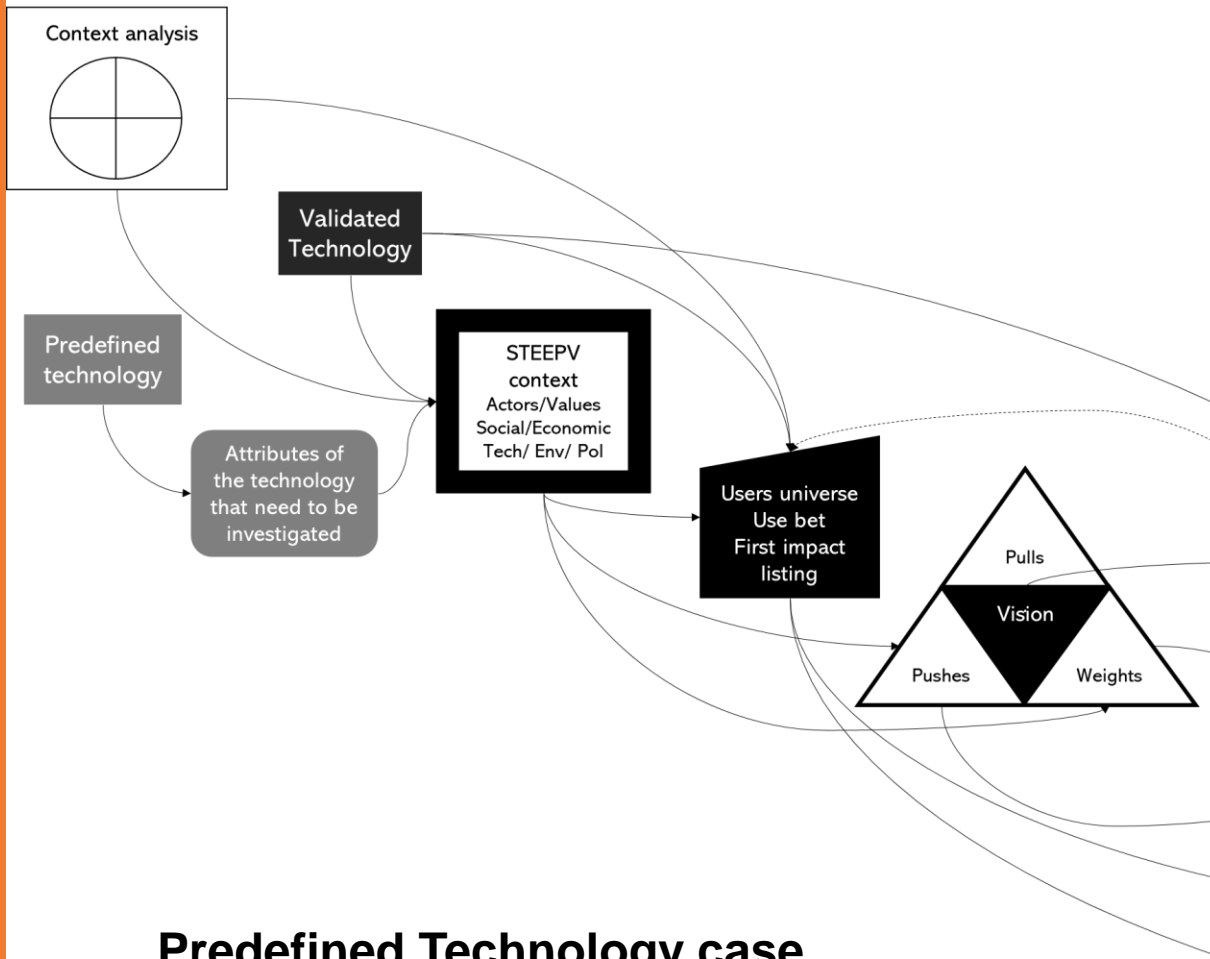 Context analysis
Validated
Technology
Predefined
technology
Attributes of
the technology
that need to be
investigated
STEEPV
context
Actors/Values
Social/Economic
Tech/ Env/ Pol
Users universe
Use bet
First impact
listing
Pulls
Vision
Pushes
Weights
Predefined Technology case